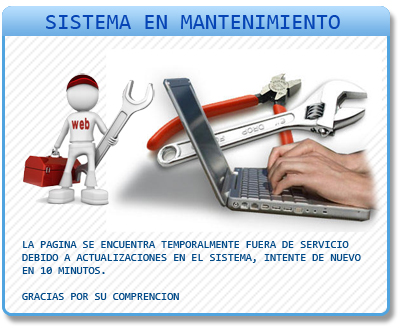 SISTEMA EN MANTENIMIENTO
web
LA PAGINA SE ENCUENTRA TEMPORALMENTE FUERA DE SERVICIO
DEBIDO A ACTUALIZACIONES EN EL SISTEMA, INTENTE DE NUEVO
EN 10 MINUTOS.
GRACIAS POR SU COMPRENCION